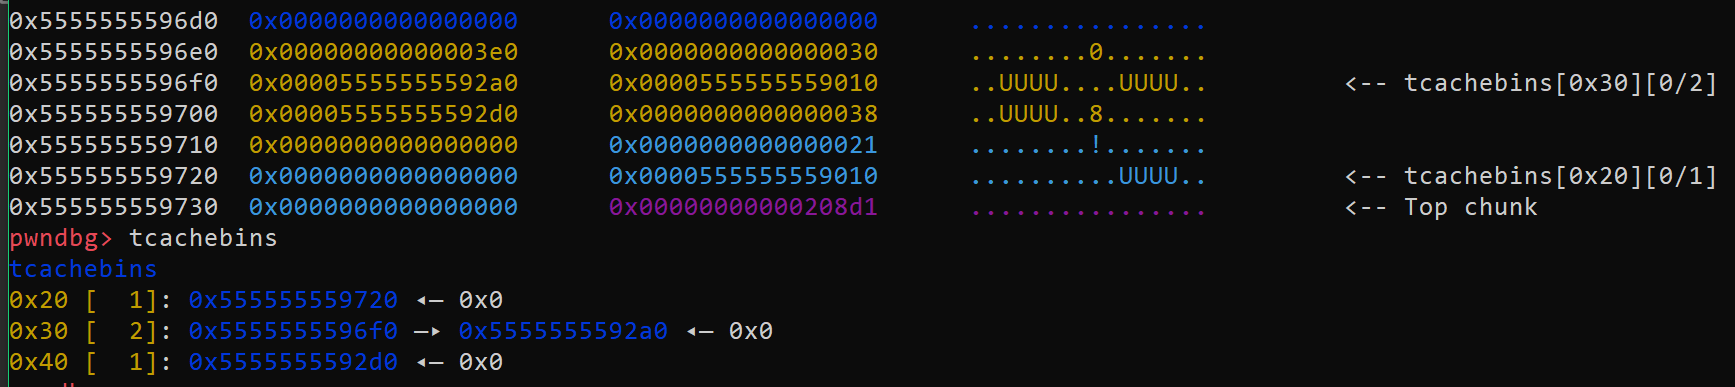 0x5555555596d0 0x0000000000000000 0x0000000000000000 ................
0x5555555596e0 0x00000000000003e0 0x0000000000000030 ........0.......
0x5555555596f0 0x00005555555592a0 0x0000555555559010 ..UUUU....UUUU.. <-- tcachebins[0x30][0/2]
0x555555559700 0x00005555555592d0 0x0000000000000038 ..UUUU..8.......
0x555555559710 0x0000000000000000 0x0000000000000021 ........!.......
0x555555559720 0x0000000000000000 0x0000555555559010 ..........UUUU.. <-- tcachebins[0x20][0/1]
0x555555559730 0x0000000000000000 0x00000000000208d1 ................ <-- Top chunk
pwndbg> tcachebins
tcachebins
0x20 [  1]: 0x555555559720 ◂— 0x0
0x30 [  2]: 0x5555555596f0 —▸ 0x5555555592a0 ◂— 0x0
0x40 [  1]: 0x5555555592d0 ◂— 0x0